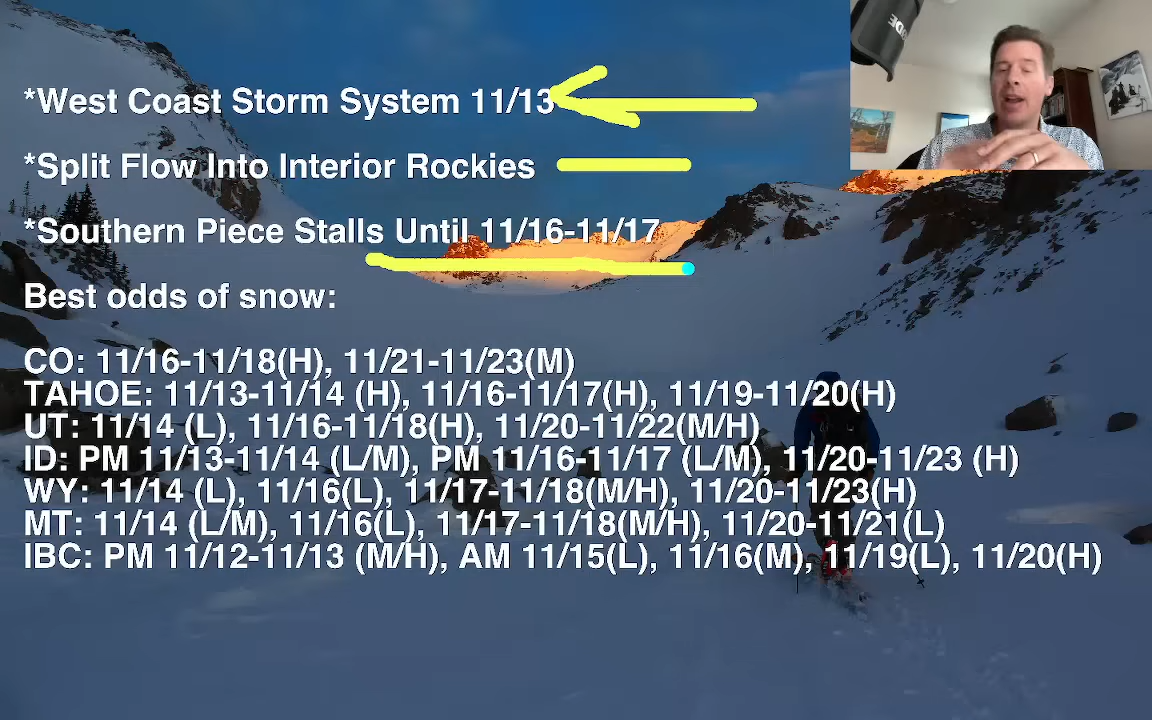 *West Coast Storm System 11/13
*Split Flow Into Interior Rockies
*Southern Piece Stalls Until 11/16-11/17
Best odds of snow:
CO: 11/16-11/18(H), 11/21-11/23(M)
TAHOE: 11/13-11/14 (H), 11/16-11/17(H), 11/19-11/20(H)
UT: 11/14 (L), 11/16-11/18(H), 11/20-11/22(M/H)
ID: PM 11/13-11/14 (L/M), PM 11/16-11/17 (L/M), 11/20-11/23 (H)
WY: 11/14 (L), 11/16(L), 11/17-11/18(M/H), 11/20-11/23(H)
MT: 11/14 (L/M), 11/16(L), 11/17-11/18(M/H), 11/20-11/21(L)
IBC: PM 11/12-11/13 (M/H), AM 11/15(L), 11/16(M), 11/19(L), 11/20(H)